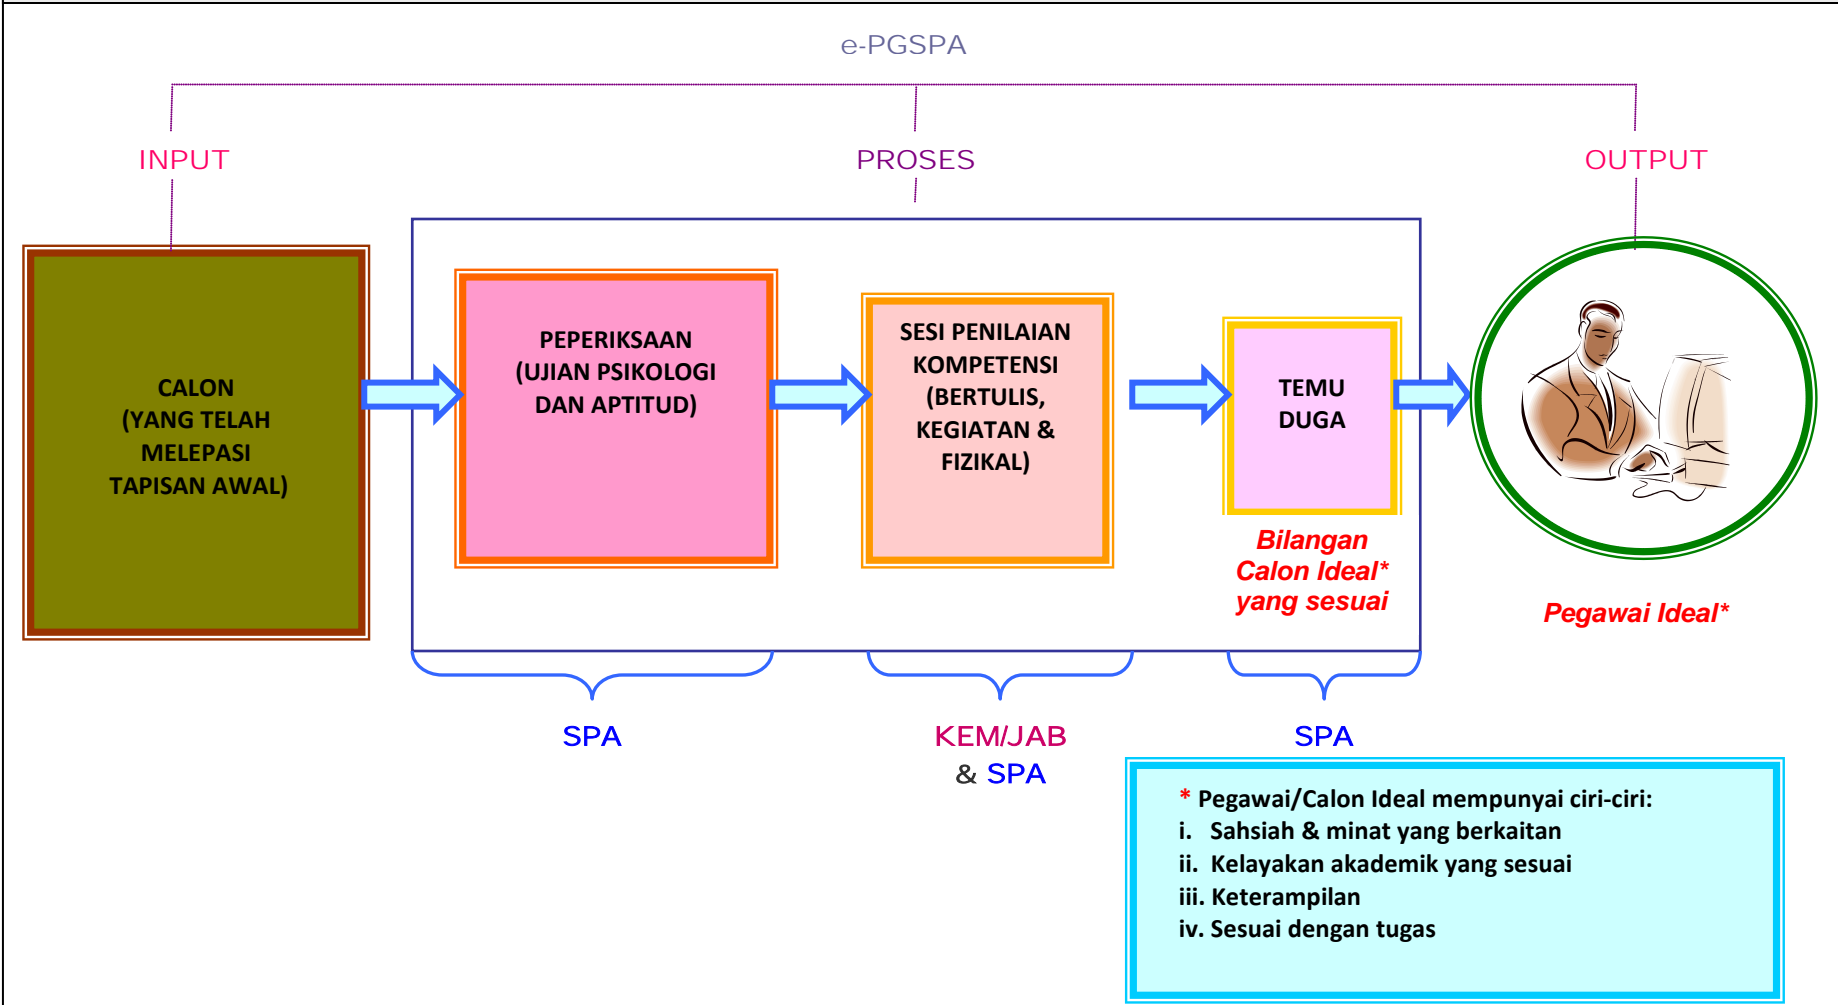 e-PGSPA
INPUT
PROSES
OUTPUT
CALON
(YANG TELAH
MELEPASI
TAPISAN AWAL)
PEPERIKSAAN
(UJIAN PSIKOLOGI
DAN APTITUD)
SESI PENILAIAN
KOMPETENSI
(BERTULIS,
KEGIATAN &
FIZIKAL)
TEMU
DUGA
Bilangan
Calon Ideal*
yang sesuai
Pegawai Ideal*
SPA
KEM/JAB
& SPA
SPA
* Pegawai/Calon Ideal mempunyai ciri-ciri:
i. Sahsiah & minat yang berkaitan
ii. Kelayakan akademik yang sesuai
iii. Keterampilan
iv. Sesuai dengan tugas